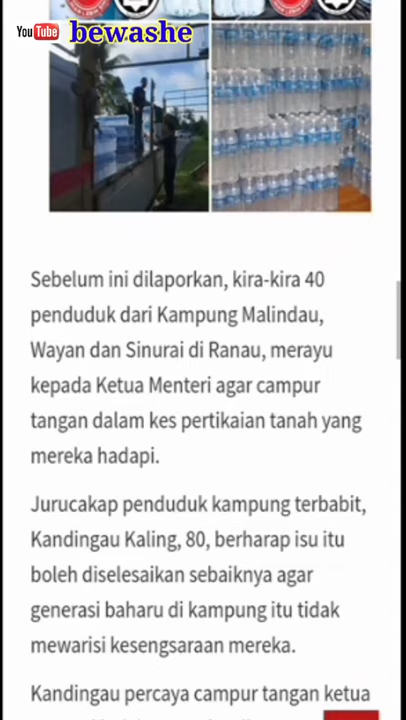 YouTube bewashe
Sebelum ini dilaporkan, kira-kira 40
penduduk dari Kampung Malindau,
Wayan dan Sinurai di Ranau, merayu
kepada Ketua Menteri agar campur
tangan dalam kes pertikaian tanah yang
mereka hadapi.
Jurucakap penduduk kampung terbabit,
Kandingau Kaling, 80, berharap isu itu
boleh diselesaikan sebaiknya agar
generasi baharu di kampung itu tidak
mewarisi kesengsaraan mereka.
Kandingau percaya campur tangan ketua